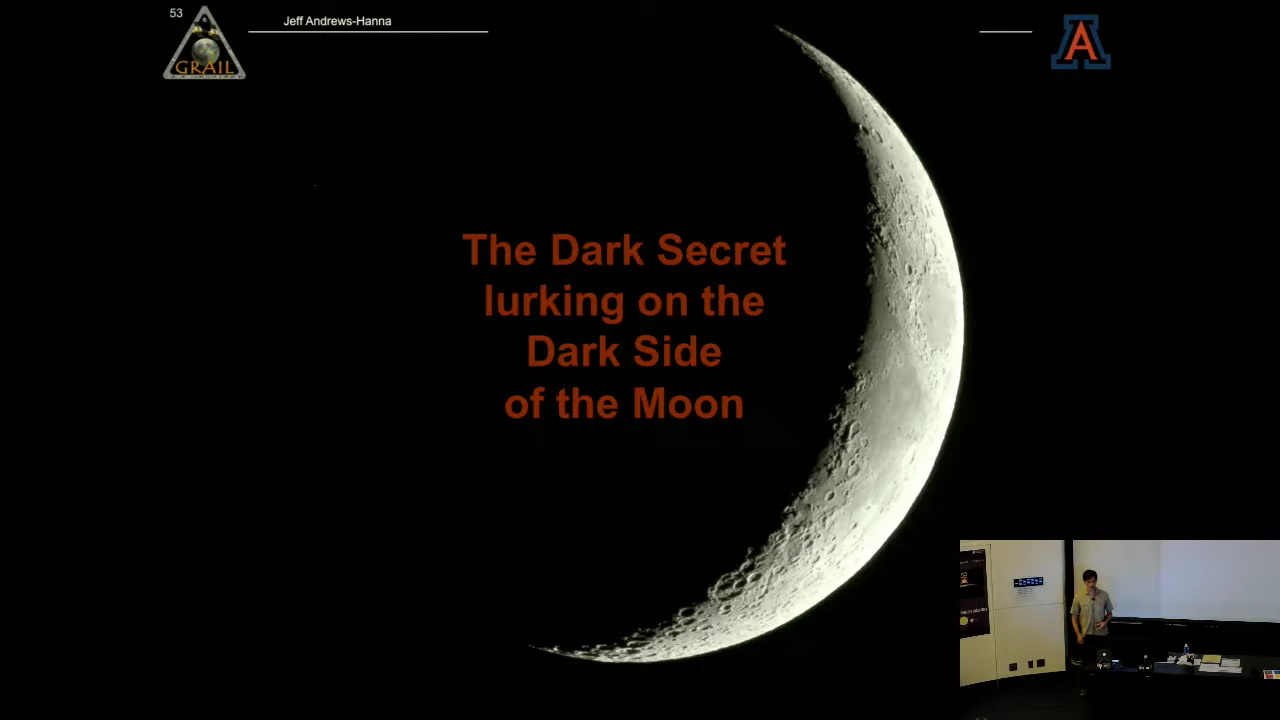 53
Jeff Andrews-Hanna
GRAIL
A
The Dark Secret
lurking on the
Dark Side
of the Moon